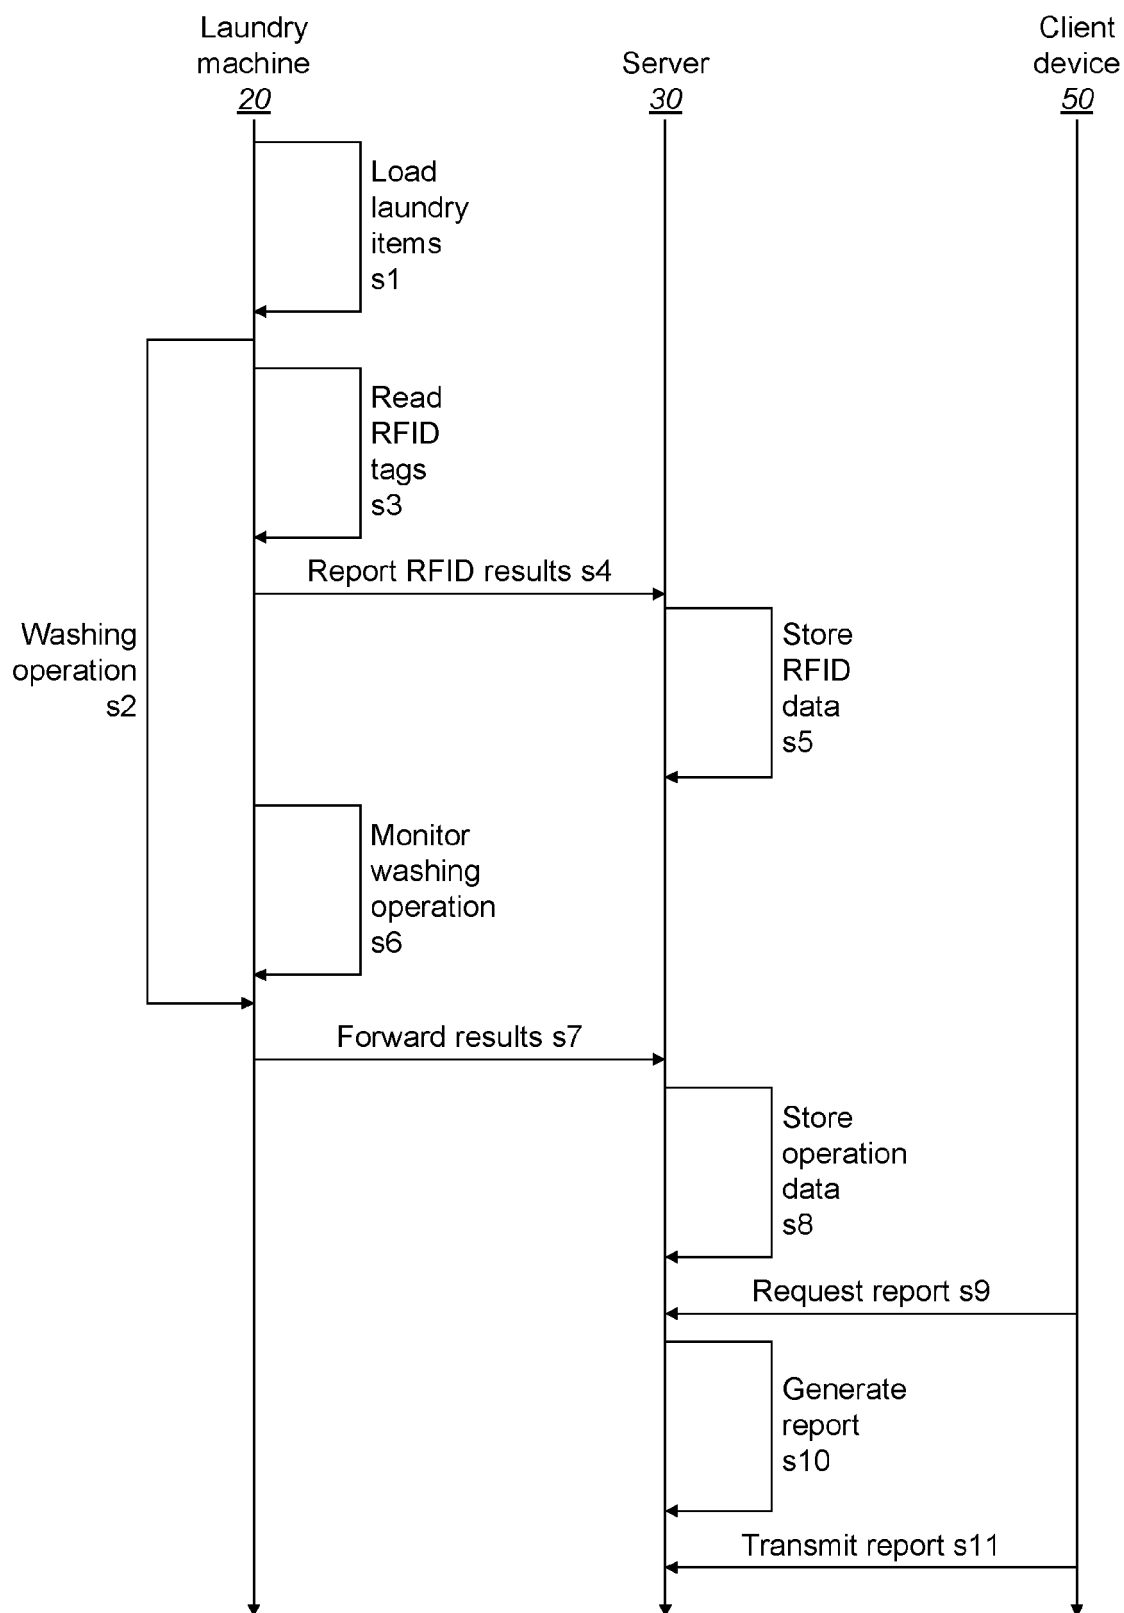 Laundry
machine
20
Server
30
Client
device
50
Load
laundry
items
s1
Read
RFID
tags
s3
Report RFID results s4
Washing
operation
s2
Store
RFID
data
s5
Monitor
washing
operation
s6
Forward results s7
Store
operation
data
s8
Request report s9
Generate
report
s10
Transmit report s11